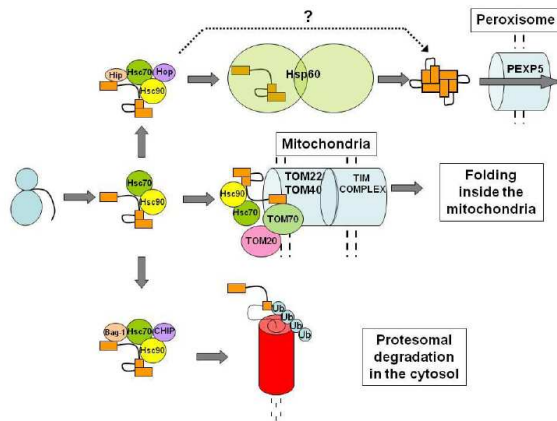 ?
Peroxisome
Hip
Hsc70
Hop
Hsc90
Hsp60
PEXP5
Mitochondria
Hsc70
Hsc90
Hsp90
Hsc70
TOM22
TOM40
TIM
COMPLEX
TOM70
TOM20
Folding
inside the
mitochondria
Bag-1
Hsc70
CHIP
Hsc90
Ub
Ub
Ub
Ub
Protesomal
degradation
in the cytosol